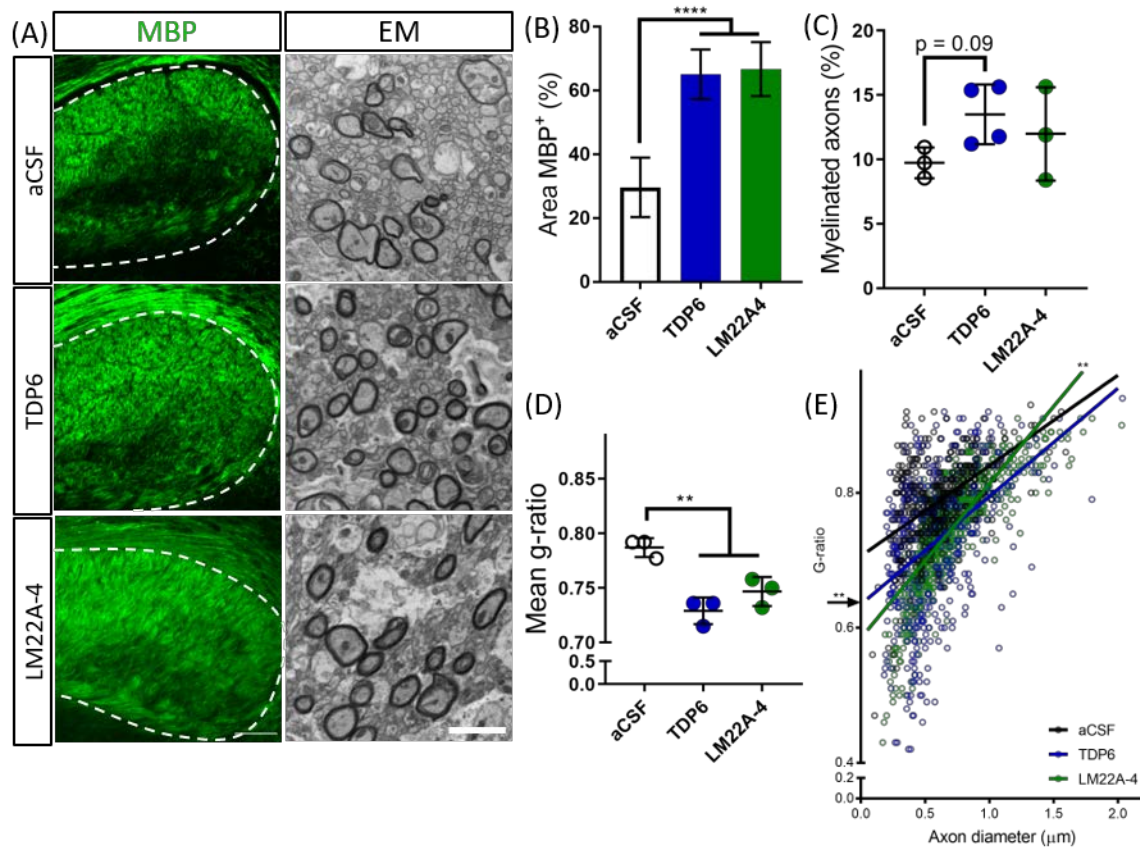 (A)
MBP
EM
aCSF
TDP6
LM22A-4
(B)
****
Area MBP+ (%)
80
60
40
20
0
aCSF
TDP6
LM22A-4
(C)
p = 0.09
Myelinated axons (%)
20
15
10
5
0
aCSF
TDP6
LM22A-4
(D)
**
Mean g-ratio
0.85
0.80
0.75
0.70
0.5
0.0
aCSF
TDP6
LM22A-4
(E)
**
G-ratio
0.8
**
0.6
0.4
0.2
0.0
aCSF
TDP6
LM22A-4
0.0 0.5 1.0 1.5 2.0
Axon diameter (μm)